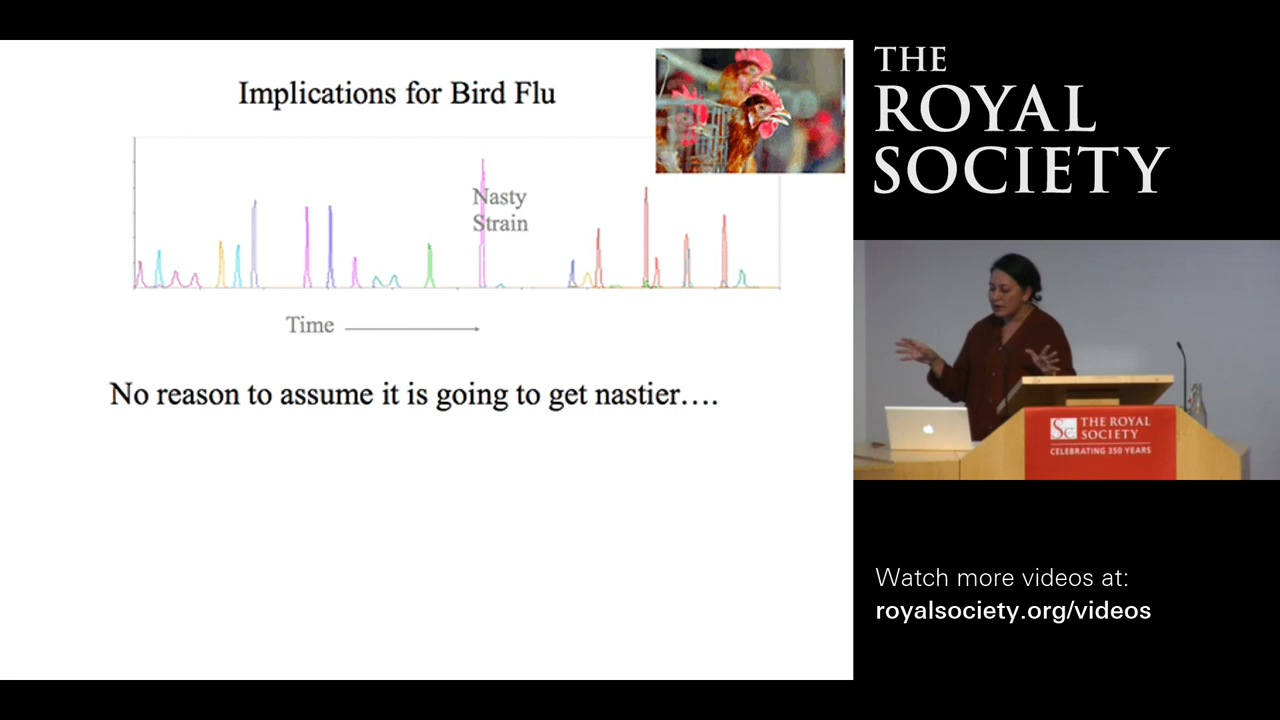 Implications for Bird Flu
Nasty
Strain
Time
No reason to assume it is going to get nastier….
THE
ROYAL
SOCIETY
Sc
THE ROYAL
SOCIETY
CELEBRATING 350 YEARS
Watch more videos at:
royalsociety.org/videos